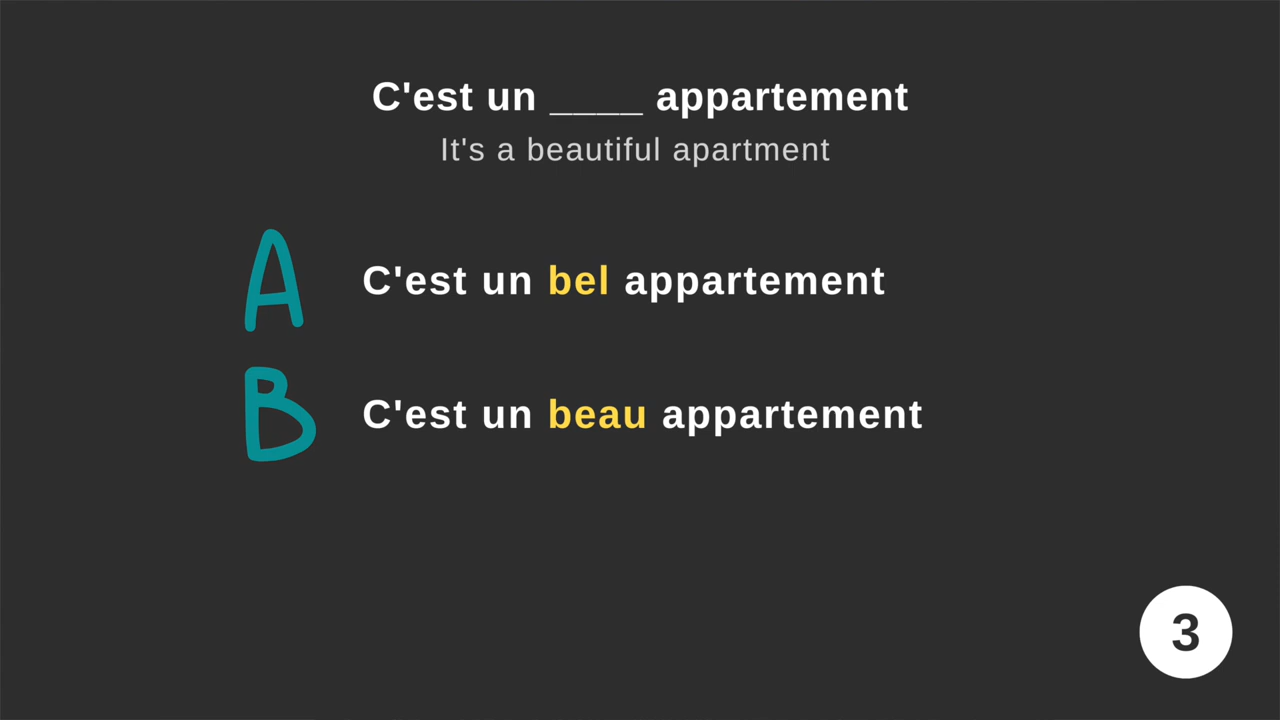 C'est un ____ appartement
It's a beautiful apartment
A C'est un bel appartement
B C'est un beau appartement
3